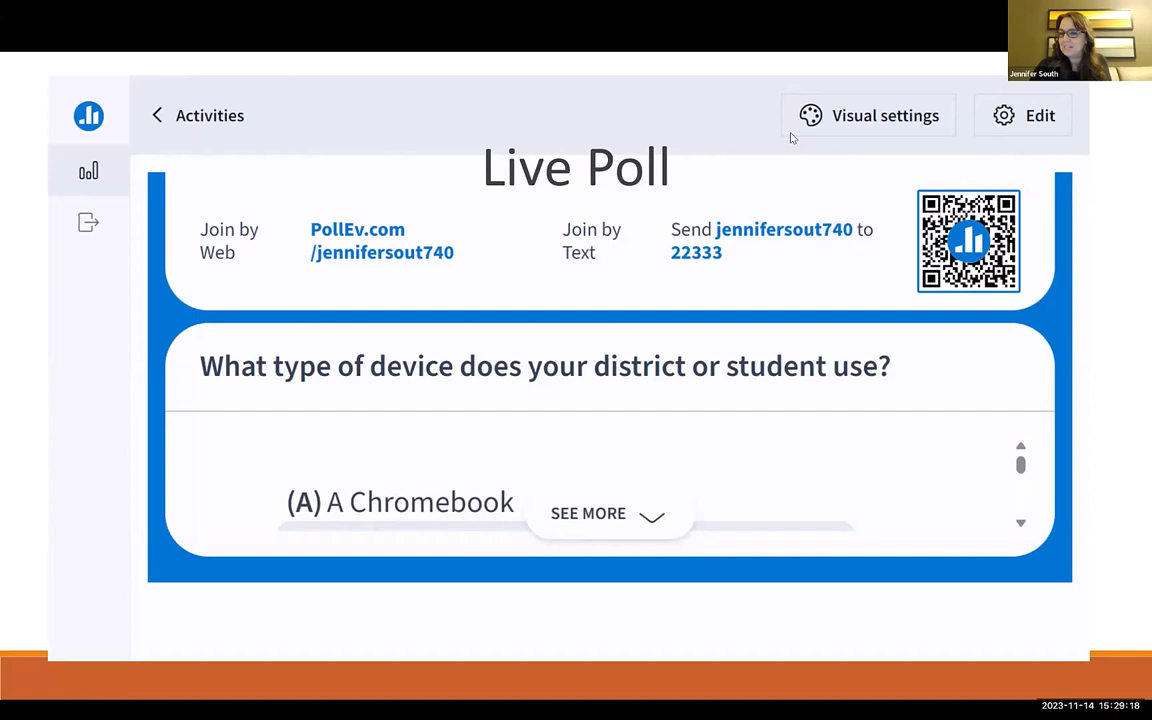 Jennifer South
Activities
Visual settings
Edit
Live Poll
Join by
Web
PollEv.com
/jennifersout740
Join by
Text
Send jennifersout740 to
22333
What type of device does your district or student use?
(A) A Chromebook
SEE MORE
2023-11-14 15:29:18